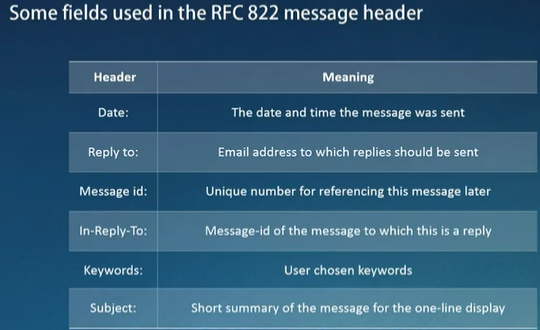 Some fields used in the RFC 822 message header
Header Meaning
Date: The date and time the message was sent
Reply to: Email address to which replies should be sent
Message id: Unique number for referencing this message later
In-Reply-To: Message-id of the message to which this is a reply
Keywords: User chosen keywords
Subject: Short summary of the message for the one-line display